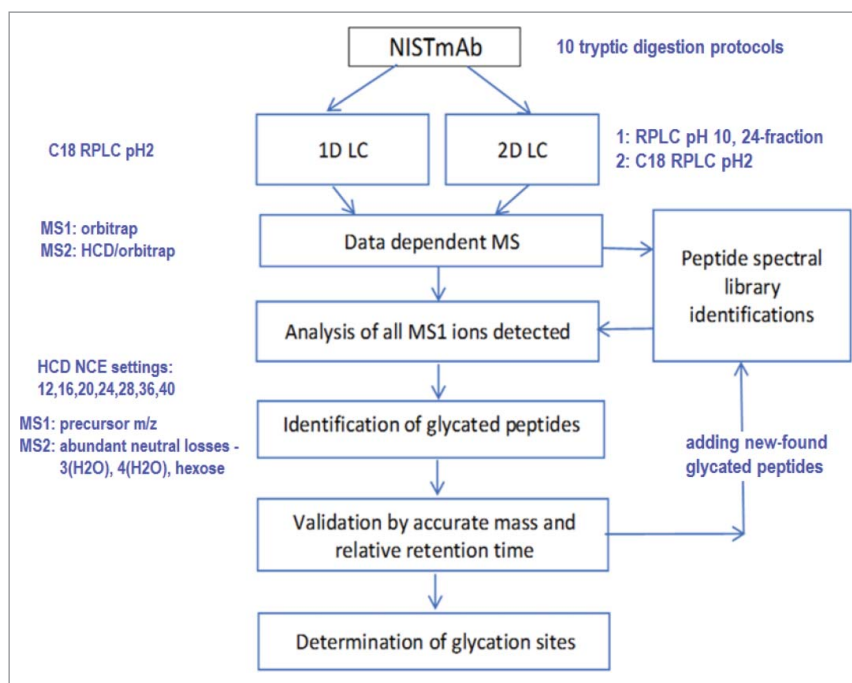 NISTmAb
10 tryptic digestion protocols
C18 RPLC pH2
1D LC
2D LC
1: RPLC pH 10, 24-fraction
2: C18 RPLC pH2
MS1: orbitrap
MS2: HCD/orbitrap
Data dependent MS
Peptide spectral
library
identifications
Analysis of all MS1 ions detected
HCD NCE settings:
12,16,20,24,28,36,40
MS1: precursor m/z
MS2: abundant neutral losses -
3(H2O), 4(H2O), hexose
Identification of glycated peptides
adding new-found
glycated peptides
Validation by accurate mass and
relative retention time
Determination of glycation sites